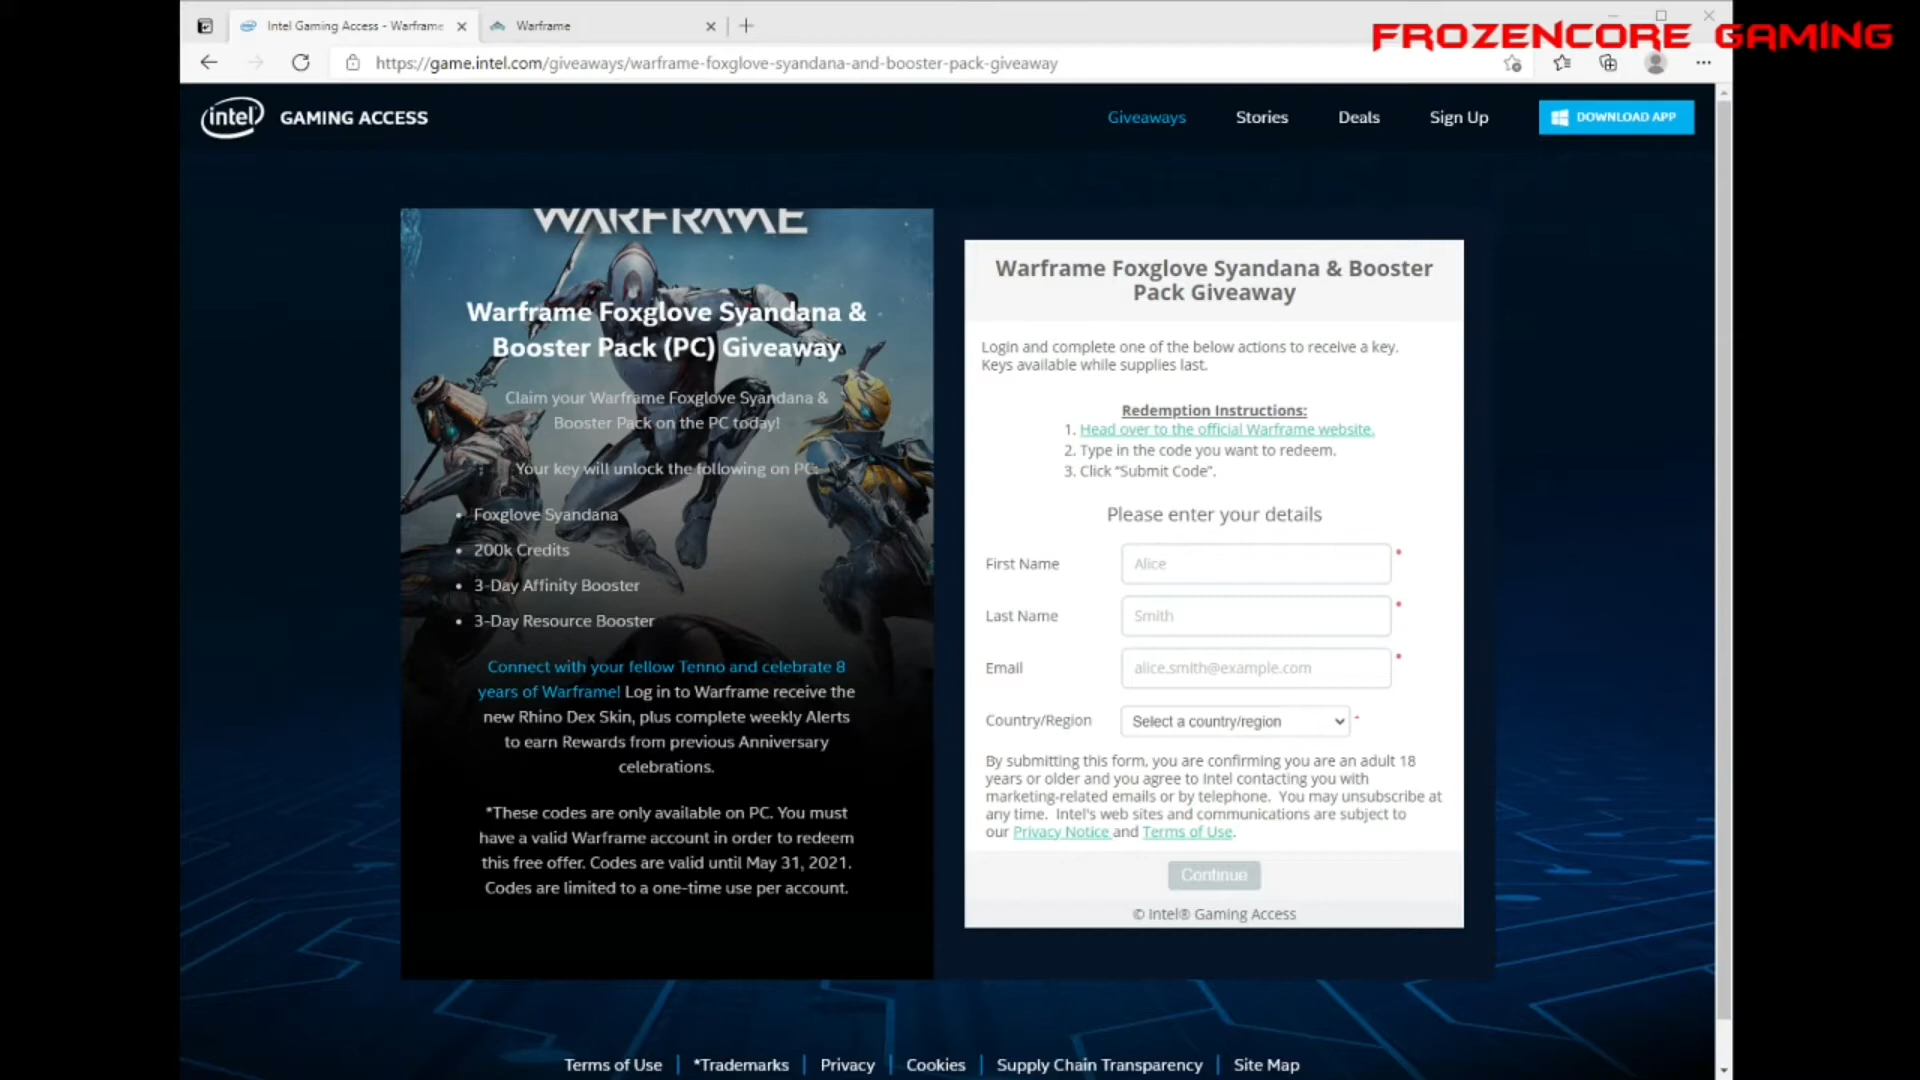 Intel Gaming Access - Warframe
Warframe
FROZENCORE GAMING
https://game.intel.com/giveaways/warframe-foxglove-syandana-and-booster-pack-giveaway
intel GAMING ACCESS
Giveaways
Stories
Deals
Sign Up
DOWNLOAD APP
WARFRAME
Warframe Foxglove Syandana &
Booster Pack (PC) Giveaway
Claim your Warframe Foxglove Syandana &
Booster Pack on the PC today!
Your key will unlock the following on PC:
• Foxglove Syandana
• 200k Credits
• 3-Day Affinity Booster
• 3-Day Resource Booster
Connect with your fellow Tenno and celebrate 8
years of Warframe! Log in to Warframe receive the
new Rhino Dex Skin, plus complete weekly Alerts
to earn Rewards from previous Anniversary
celebrations.
*These codes are only available on PC. You must
have a valid Warframe account in order to redeem
this free offer. Codes are valid until May 31, 2021.
Codes are limited to a one-time use per account.
Warframe Foxglove Syandana & Booster
Pack Giveaway
Login and complete one of the below actions to receive a key.
Keys available while supplies last.
Redemption Instructions:
1. Head over to the official Warframe website.
2. Type in the code you want to redeem.
3. Click “Submit Code”.
Please enter your details
First Name Alice *
Last Name Smith *
Email alice.smith@example.com *
Country/Region Select a country/region *
By submitting this form, you are confirming you are an adult 18
years or older and you agree to Intel contacting you with
marketing-related emails or by telephone. You may unsubscribe at
any time. Intel's web sites and communications are subject to
our Privacy Notice and Terms of Use.
Continue
© Intel® Gaming Access
Terms of Use | *Trademarks | Privacy | Cookies | Supply Chain Transparency | Site Map